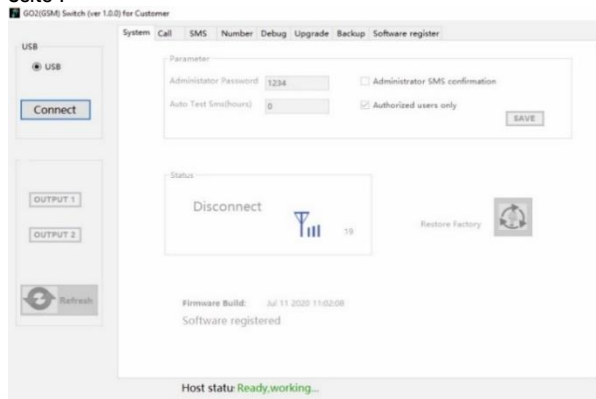 GO2(GSM) Switch (ver 1.0.0) for Customer
System Call SMS Number Debug Upgrade Backup Software register
USB
USB
Connect
OUTPUT 1
OUTPUT 2
Refresh
Parameter
Administator Password 1234
Administrator SMS confirmation
Auto Test Sms(hours) 0
Authorized users only
SAVE
Status
Disconnect
19
Restore Factory
Firmware Build: Jul 11 2020 11:02:08
Software registered
Host statu: Ready,working...